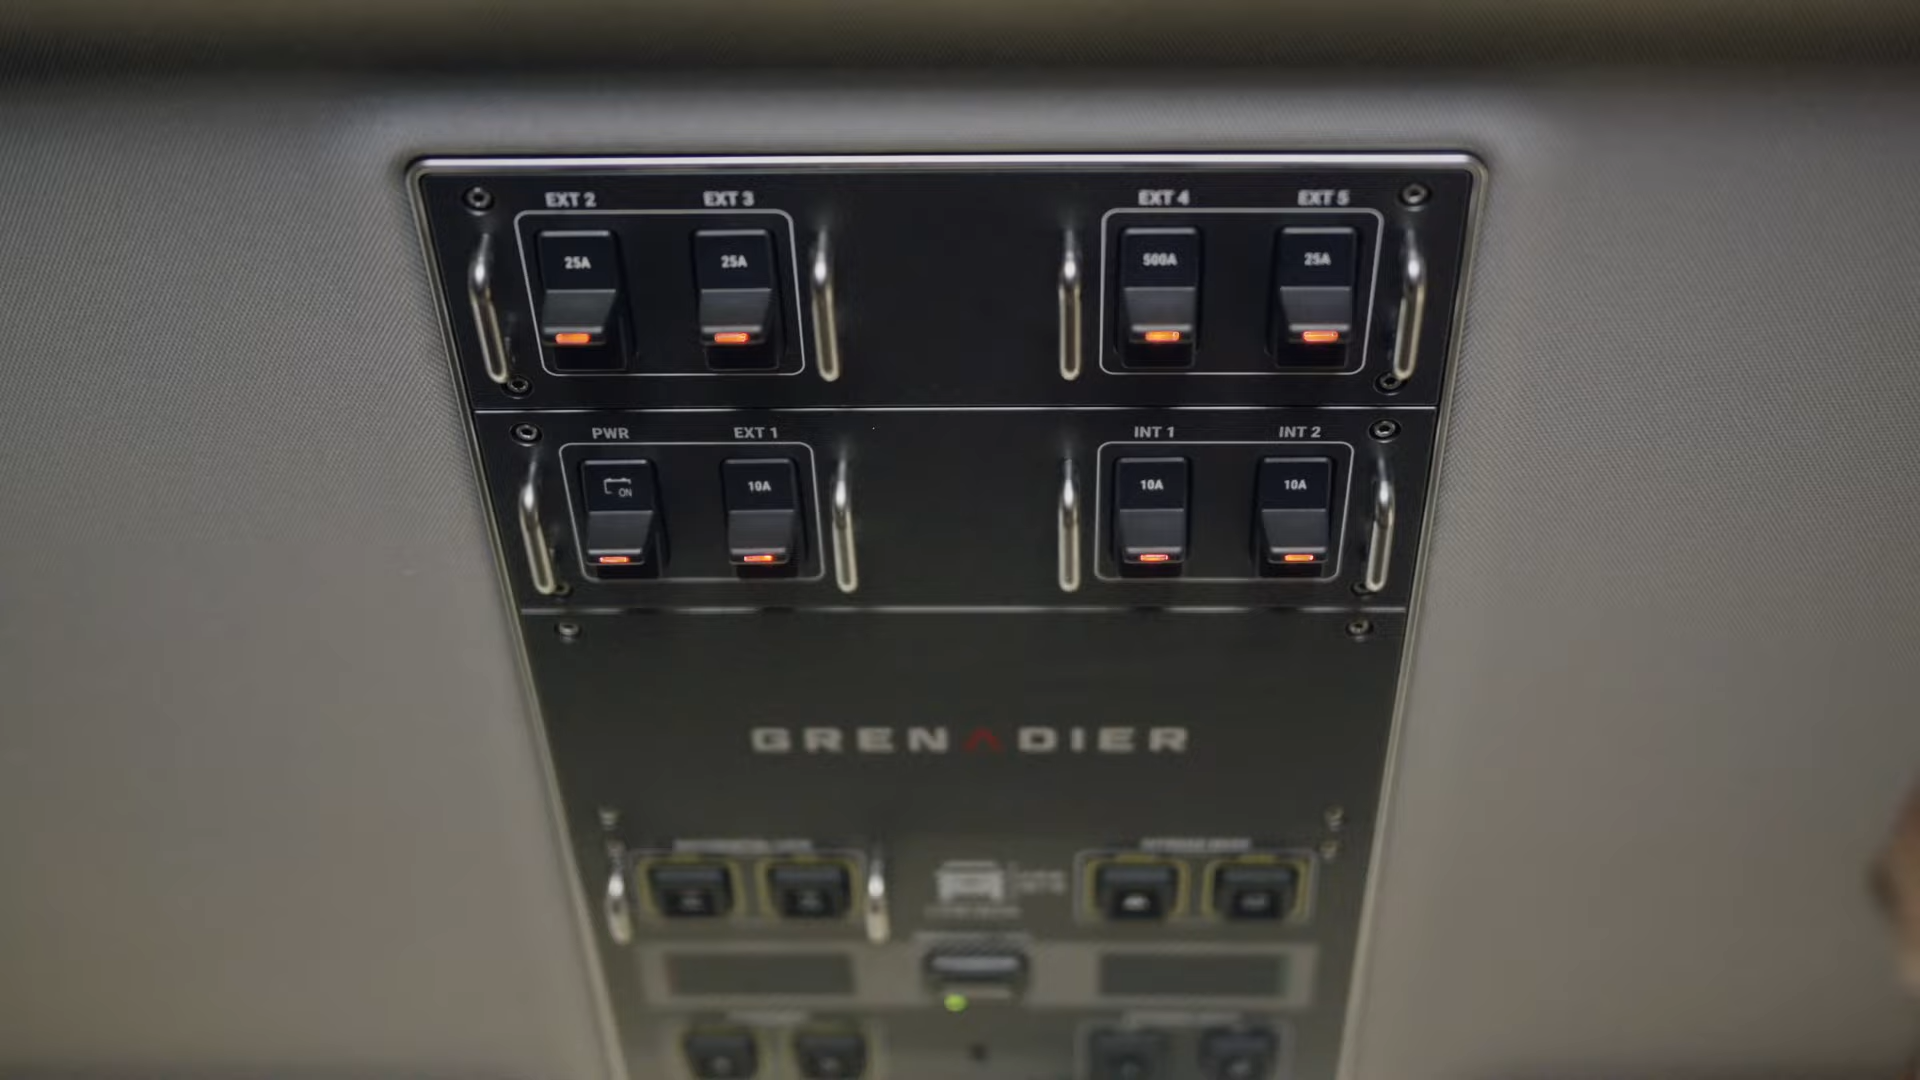 EXT 2 EXT 3 EXT 4 EXT 5
25A 25A 500A 25A
PWR EXT 1 INT 1 INT 2
ON 10A 10A 10A
GRENADIER